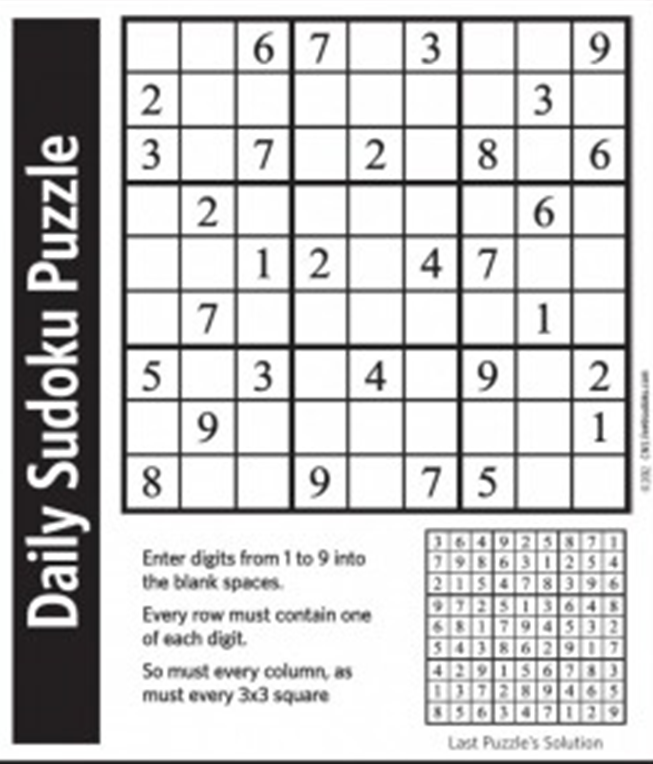 Daily Sudoku Puzzle
6 7 3 9
2 3
3 7 2 8 6
2 6
1 2 4 7
7 1
5 3 4 9 2
9 1
8 9 7 5
Enter digits from 1 to 9 into
the blank spaces.
Every row must contain one
of each digit.
So must every column, as
must every 3x3 square
3 6 4 9 2 5 8 7 1
7 9 8 6 3 1 2 5 4
2 1 5 4 7 8 3 9 6
9 7 2 5 1 3 6 4 8
6 8 1 7 9 4 5 3 2
5 4 3 8 6 2 9 1 7
4 2 9 1 5 6 7 8 3
1 3 7 2 8 9 4 6 5
8 5 6 3 4 7 1 2 9
Last Puzzle's Solution